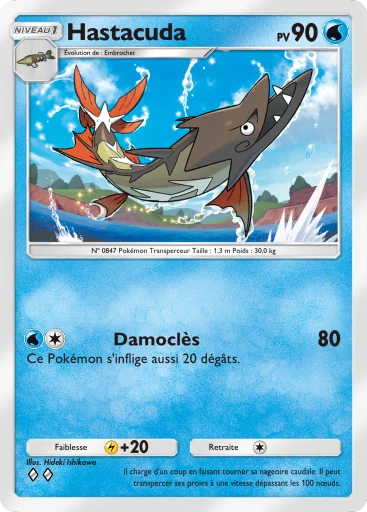 NIVEAU 1
Hastacuda
PV 90
Évolution de : Embrochet
N° 0847 Pokémon Transperceur Taille : 1,3 m Poids : 30,0 kg
Damoclès 80
Ce Pokémon s'inflige aussi 20 dégâts.
Faiblesse +20 Retraite
Illus. Hideki Ishikawa
Il charge d'un coup en faisant tourner sa nageoire caudale. Il peut
transpercer ses proies à une vitesse dépassant les 100 nœuds.